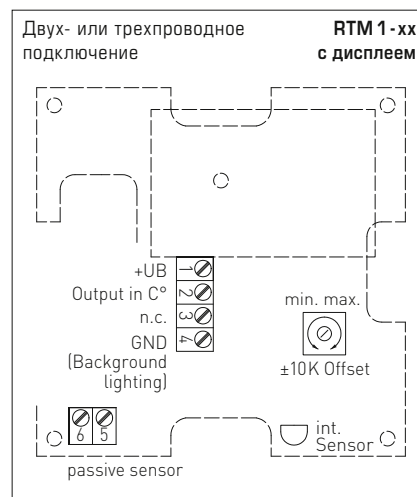 Двух- или трехпроводное
подключение
RTM 1 - xx
с дисплеем
+UB
1
Output in C°
2
n.c.
3
GND
4
(Background
lighting)
min. max.
±10K Offset
6 5
int.
Sensor
passive sensor